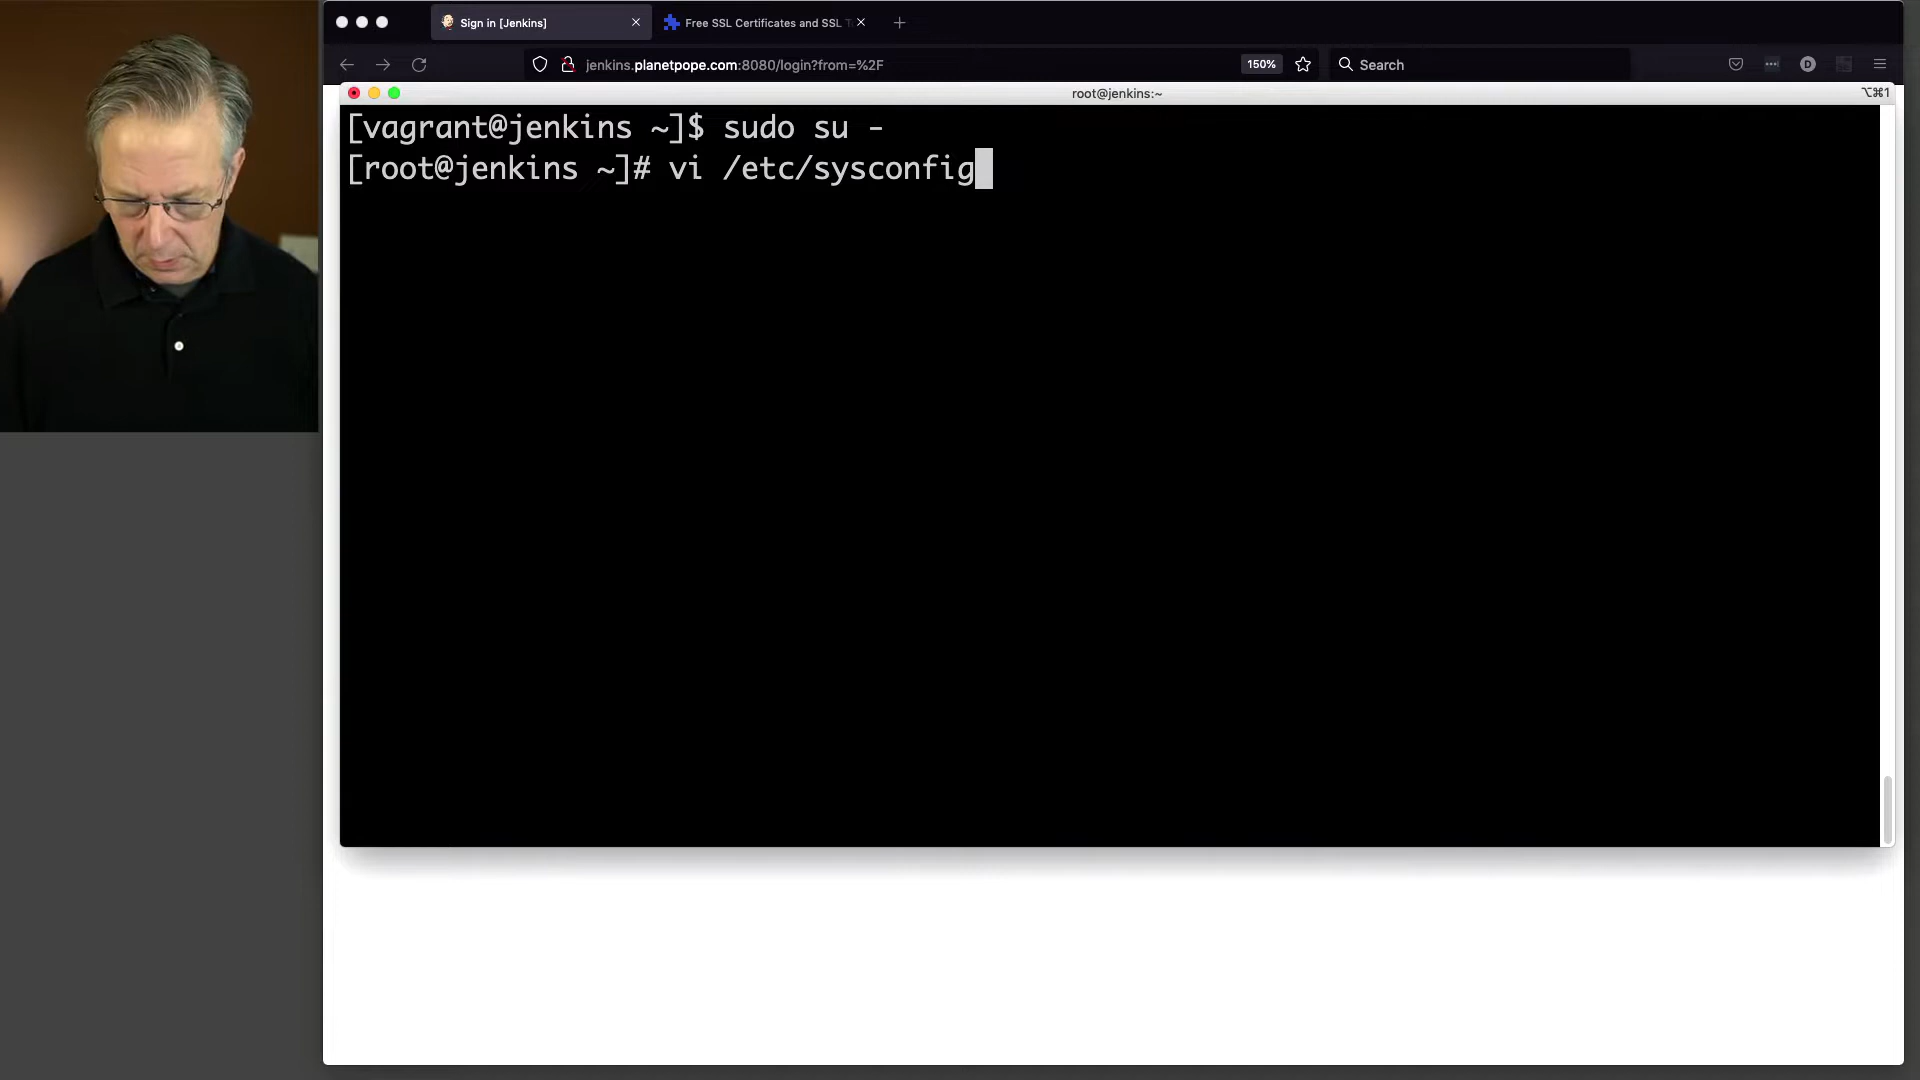 Sign in [Jenkins]
Free SSL Certificates and SSL T
jenkins.planetpope.com:8080/login?from=%2F
150%
Search
root@jenkins:~
⌥⌘1
[vagrant@jenkins ~]$ sudo su -
[root@jenkins ~]# vi /etc/sysconfig